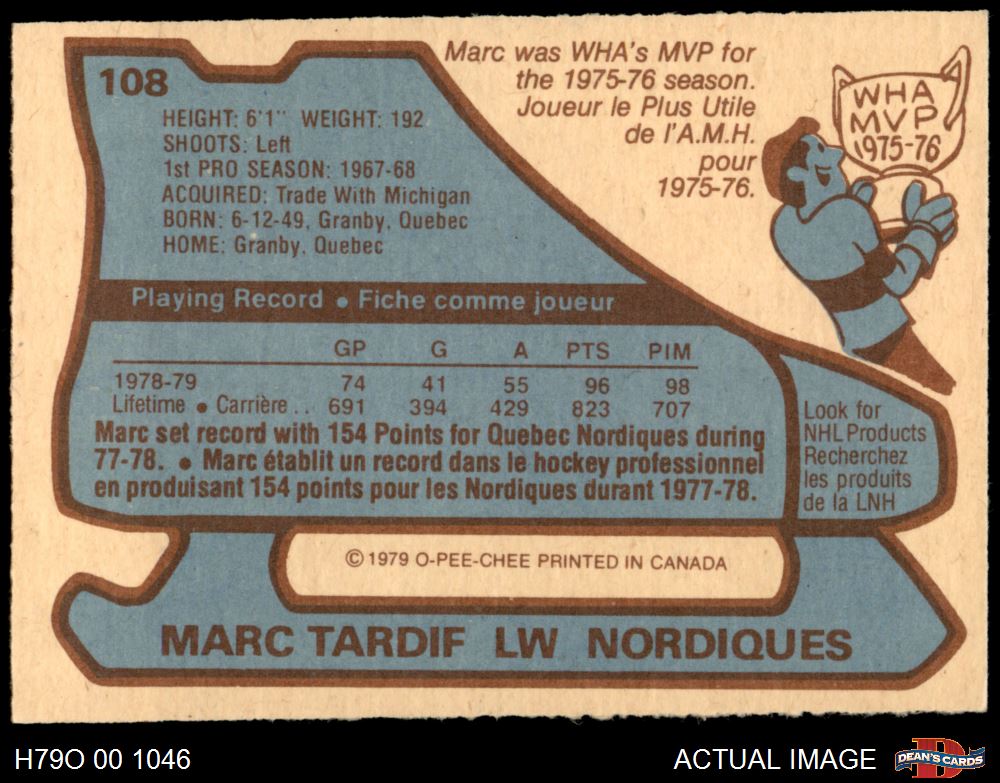 108
HEIGHT: 6'1" WEIGHT: 192
SHOOTS: Left
1st PRO SEASON: 1967-68
ACQUIRED: Trade With Michigan
BORN: 6-12-49, Granby, Quebec
HOME: Granby, Quebec
Marc was WHA's MVP for
the 1975-76 season.
Joueur le Plus Utile
de l'A.M.H.
pour
1975-76.
WHA
MVP
1975-76
Playing Record • Fiche comme joueur
GP G A PTS PIM
1978-79 74 41 55 96 98
Lifetime • Carrière .. 691 394 429 823 707
Marc set record with 154 Points for Quebec Nordiques during
77-78. • Marc établit un record dans le hockey professionnel
en produisant 154 points pour les Nordiques durant 1977-78.
Look for
NHL Products
Recherchez
les produits
de la LNH
© 1979 O-PEE-CHEE PRINTED IN CANADA
MARC TARDIF LW NORDIQUES
H79O 00 1046
ACTUAL IMAGE
D
DEAN'S CARDS